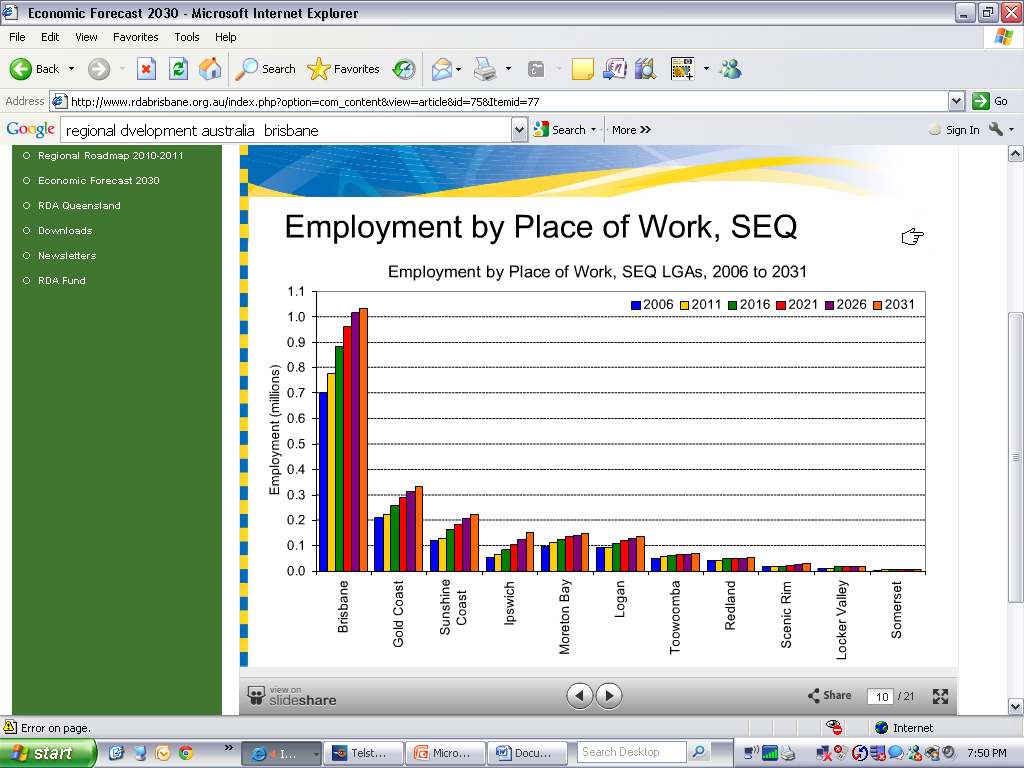 Economic Forecast 2030 - Microsoft Internet Explorer
File Edit View Favorites Tools Help
Back Search Favorites
Address http://www.rdabrisbane.org.au/index.php?option=com_content&view=article&id=75&Itemid=77 Go
Google regional dvelopment australia brisbane Search More Sign In
Regional Roadmap 2010-2011
Economic Forecast 2030
RDA Queensland
Downloads
Newsletters
RDA Fund
Employment by Place of Work, SEQ
Employment by Place of Work, SEQ LGAs, 2006 to 2031
2006 2011 2016 2021 2026 2031
Employment (millions)
1.1
1.0
0.9
0.8
0.7
0.6
0.5
0.4
0.3
0.2
0.1
0.0
Brisbane
Gold Coast
Sunshine
Coast
Ipswich
Moreton Bay
Logan
Toowoomba
Redland
Scenic Rim
Locker Valley
Somerset
view on
slideshare
Share 10 / 21
Error on page. Internet
start 4 I... Telst... Micro... Docu... Search Desktop 7:50 PM